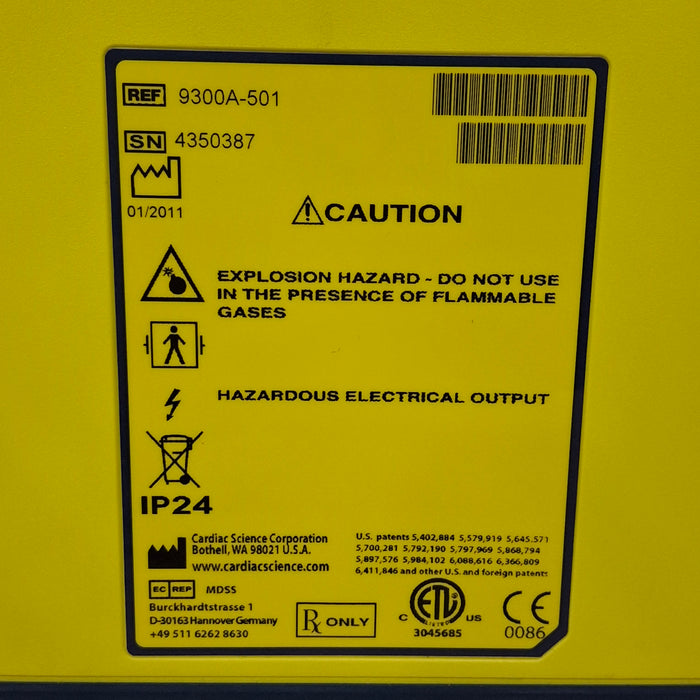 REF 9300A-501
SN 4350387
01/2011
CAUTION
EXPLOSION HAZARD - DO NOT USE
IN THE PRESENCE OF FLAMMABLE
GASES
HAZARDOUS ELECTRICAL OUTPUT
IP24
Cardiac Science Corporation
Bothell, WA 98021 U.S.A.
www.cardiacscience.com
U.S. patents 5,402,884 5,579,919 5,645,571
5,700,281 5,792,190 5,797,969 5,868,794
5,897,576 5,984,102 6,088,616 6,366,809
6,411,846 and other U.S. and foreign patents
EC REP MDSS
Burckhardtstrasse 1
D-30163 Hannover Germany
+49 511 6262 8630
Rx ONLY
C ETL US
LISTED
3045685
CE
0086